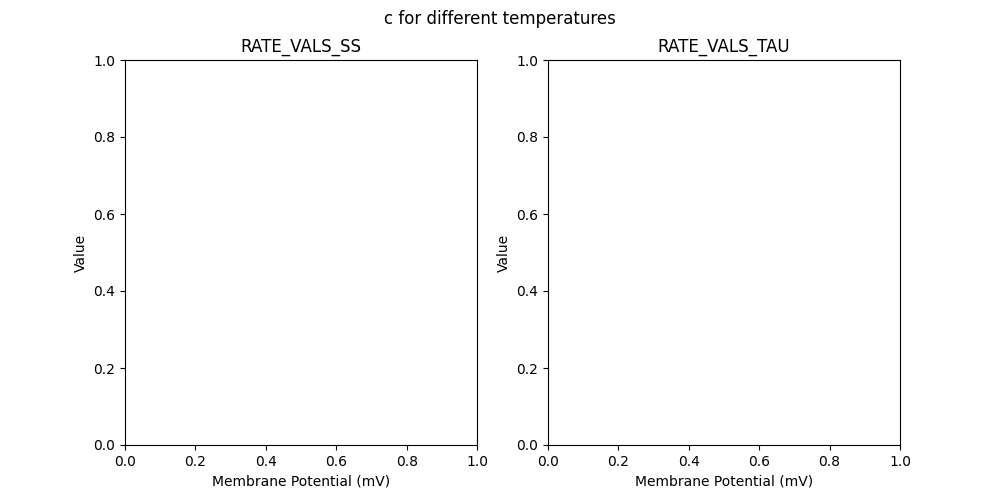 c for different temperatures
RATE_VALS_SS
1.0
0.8
0.6
0.4
0.2
0.0
Value
0.0 0.2 0.4 0.6 0.8 1.0
Membrane Potential (mV)
RATE_VALS_TAU
1.0
0.8
0.6
0.4
0.2
0.0
Value
0.0 0.2 0.4 0.6 0.8 1.0
Membrane Potential (mV)